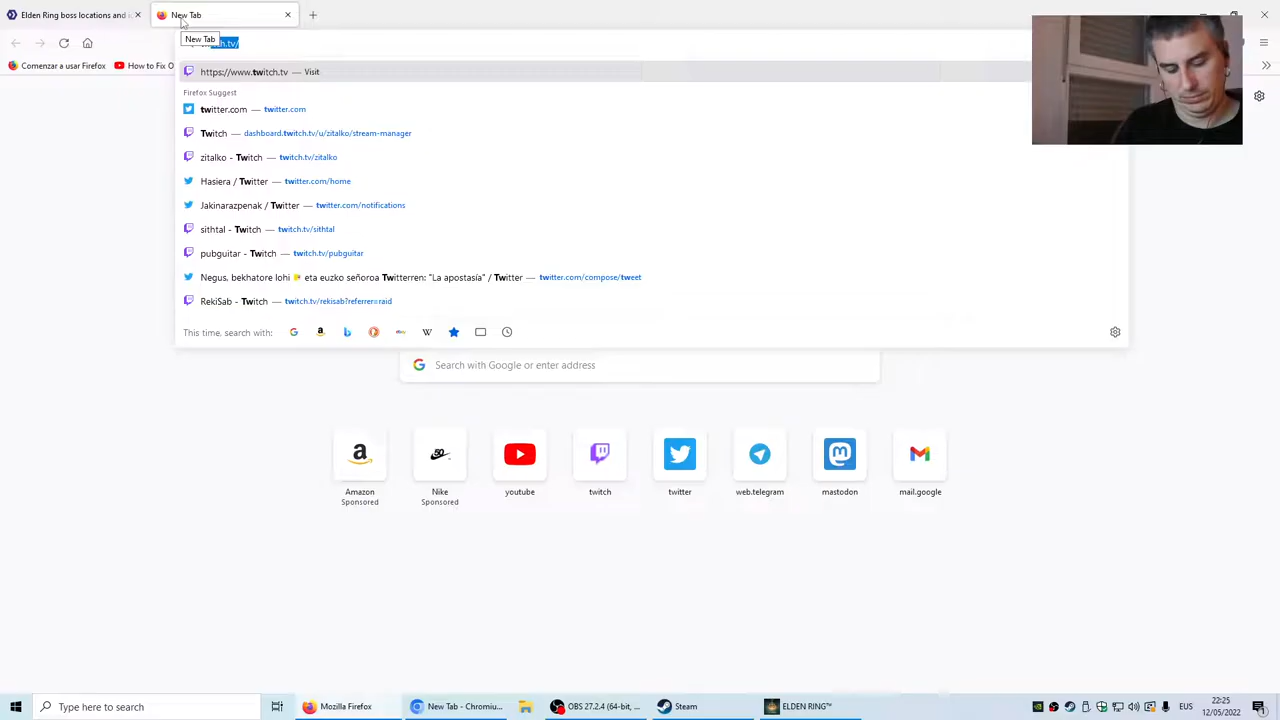 Elden Ring boss locations and i
New Tab
New Tab
tch.tv/
Comenzar a usar Firefox
How to Fix O
https://www.twitch.tv — Visit
Firefox Suggest
twitter.com — twitter.com
Twitch — dashboard.twitch.tv/u/zitalko/stream-manager
zitalko - Twitch — twitch.tv/zitalko
Hasiera / Twitter — twitter.com/home
Jakinarazpenak / Twitter — twitter.com/notifications
sithtal - Twitch — twitch.tv/sithtal
pubguitar - Twitch — twitch.tv/pubguitar
Negus, bekhatore lohi eta euzko señoroa Twitterren: "La apostasía" / Twitter — twitter.com/compose/tweet
RekiSab - Twitch — twitch.tv/rekisab?referrer=raid
This time, search with:
Search with Google or enter address
Amazon
Sponsored
Nike
Sponsored
youtube
twitch
twitter
web.telegram
mastodon
mail.google
Type here to search
Mozilla Firefox
New Tab - Chromiu...
OBS 27.2.4 (64-bit, ...
Steam
ELDEN RING™
EUS
22:25
12/05/2022